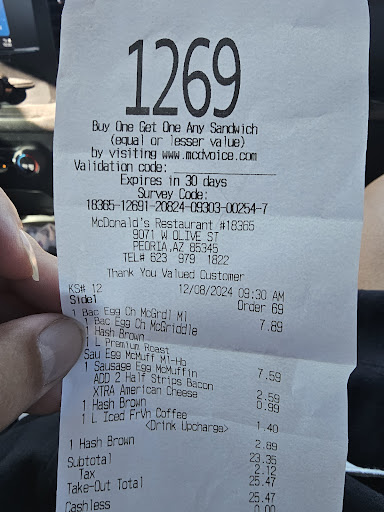 1269
Buy One Get One Any Sandwich
(equal or lesser value)
by visiting www.mcdvoice.com
Validation code:
Expires in 30 days
Survey Code:
18365-12691-20824-09303-00254-7
McDonald's Restaurant #18365
9071 W OLIVE ST
PEORIA,AZ 85345
TEL# 623 979 1822
Thank You Valued Customer
KS# 12 12/08/2024 09:30 AM
Side1 Order 69
1 Bac Egg Ch McGrdl Ml 7.89
1 Bac Egg Ch McGriddle
1 Hash Brown
1 L Premium Roast
Sau Egg McMuff Ml-Ho 7.59
1 Sausage Egg McMuffin
ADD 2 Half Strips Bacon 2.59
XTRA American Cheese 0.99
1 Hash Brown
1 L Iced FrVn Coffee
<Drink Upcharge> 1.40
1 Hash Brown 2.89
Subtotal 23.35
Tax 2.12
Take-Out Total 25.47
Cashless 25.47
0.00